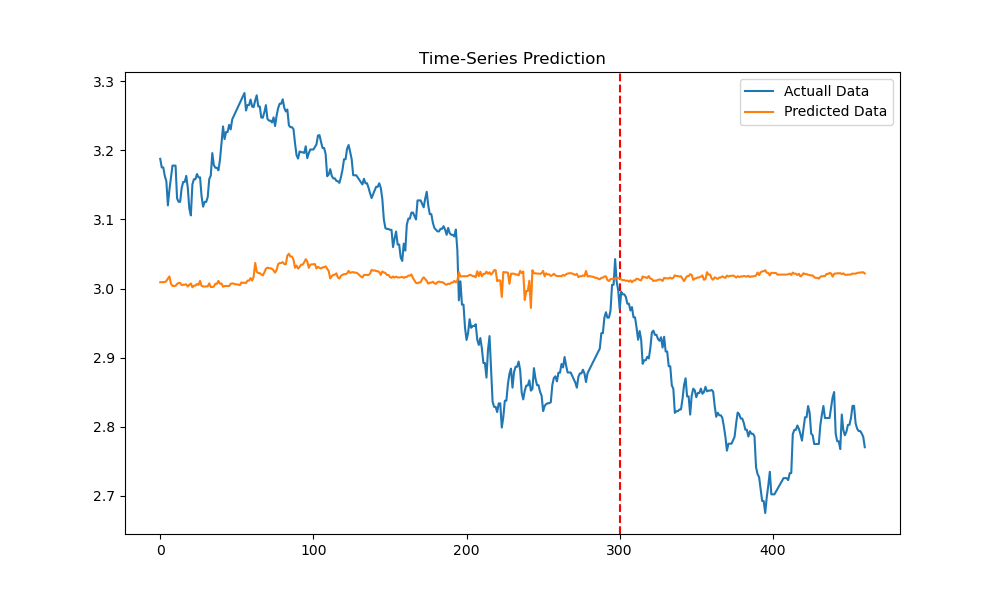 Time-Series Prediction
Actuall Data
Predicted Data
3.3
3.2
3.1
3.0
2.9
2.8
2.7
0 100 200 300 400